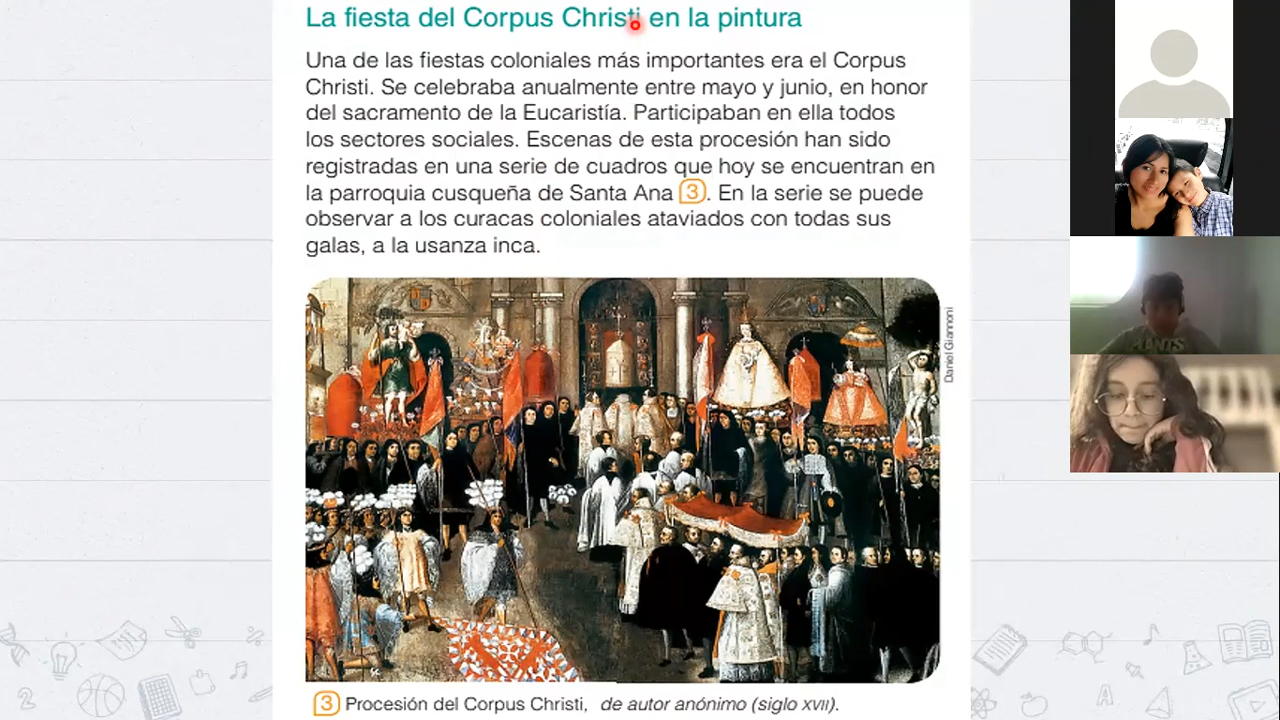 La fiesta del Corpus Christi en la pintura
Una de las fiestas coloniales más importantes era el Corpus
Christi. Se celebraba anualmente entre mayo y junio, en honor
del sacramento de la Eucaristía. Participaban en ella todos
los sectores sociales. Escenas de esta procesión han sido
registradas en una serie de cuadros que hoy se encuentran en
la parroquia cusqueña de Santa Ana 3. En la serie se puede
observar a los curacas coloniales ataviados con todas sus
galas, a la usanza inca.
Daniel Giannoni
3 Procesión del Corpus Christi, de autor anónimo (siglo XVII).
PLANTS